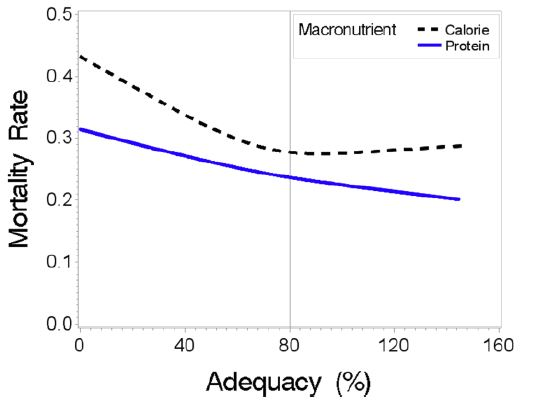 0.5
Macronutrient
Calorie
Protein
0.4
0.3
0.2
0.1
0.0
Mortality Rate
0 40 80 120 160
Adequacy (%)